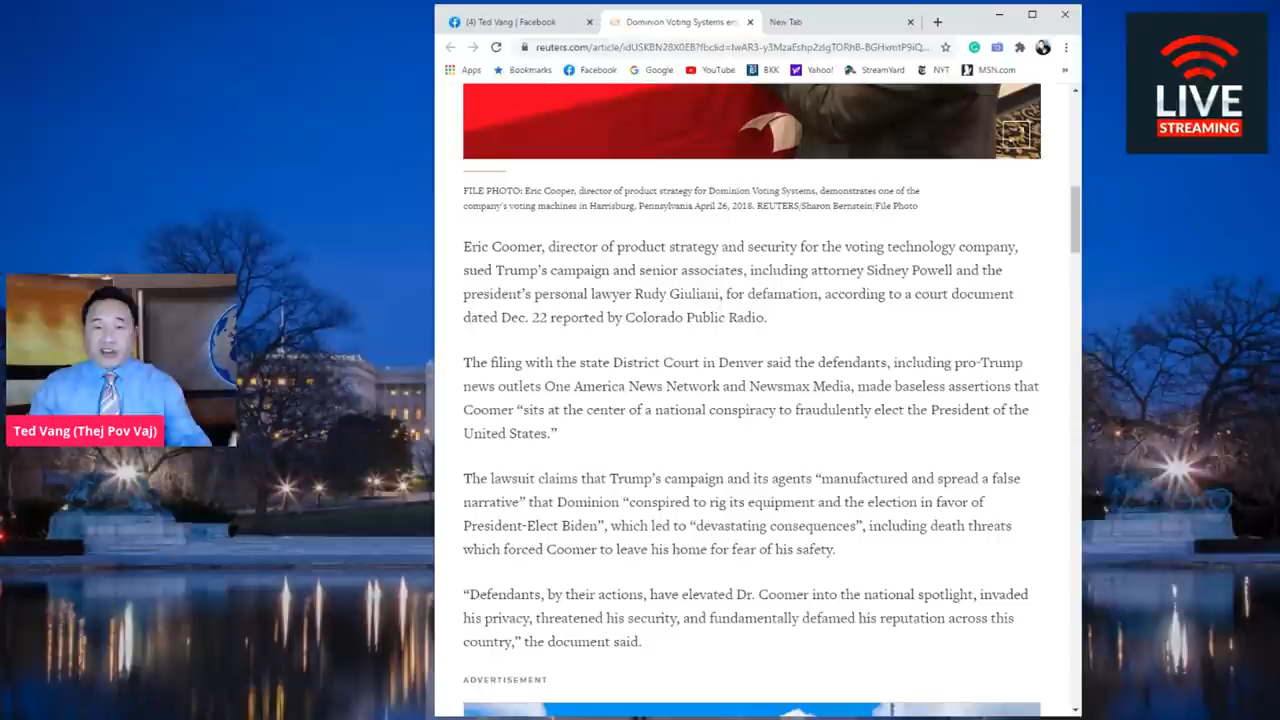 (4) Ted Vang | Facebook
Dominion Voting Systems em
New Tab
reuters.com/article/idUSKBN28X0EB?fbclid=IwAR3-y3MzaEshp2zlgTORhB-BGHxmtP9iQ...
Apps
Bookmarks
Facebook
Google
YouTube
BKK
Yahoo!
StreamYard
NYT
MSN.com
LIVE
STREAMING
FILE PHOTO: Eric Cooper, director of product strategy for Dominion Voting Systems, demonstrates one of the
company's voting machines in Harrisburg, Pennsylvania April 26, 2018. REUTERS/Sharon Bernstein/File Photo
Eric Coomer, director of product strategy and security for the voting technology company,
sued Trump's campaign and senior associates, including attorney Sidney Powell and the
president's personal lawyer Rudy Giuliani, for defamation, according to a court document
dated Dec. 22 reported by Colorado Public Radio.
The filing with the state District Court in Denver said the defendants, including pro-Trump
news outlets One America News Network and Newsmax Media, made baseless assertions that
Coomer “sits at the center of a national conspiracy to fraudulently elect the President of the
United States.”
The lawsuit claims that Trump's campaign and its agents “manufactured and spread a false
narrative” that Dominion “conspired to rig its equipment and the election in favor of
President-Elect Biden”, which led to “devastating consequences”, including death threats
which forced Coomer to leave his home for fear of his safety.
“Defendants, by their actions, have elevated Dr. Coomer into the national spotlight, invaded
his privacy, threatened his security, and fundamentally defamed his reputation across this
country,” the document said.
ADVERTISEMENT
Ted Vang (Thej Pov Vaj)